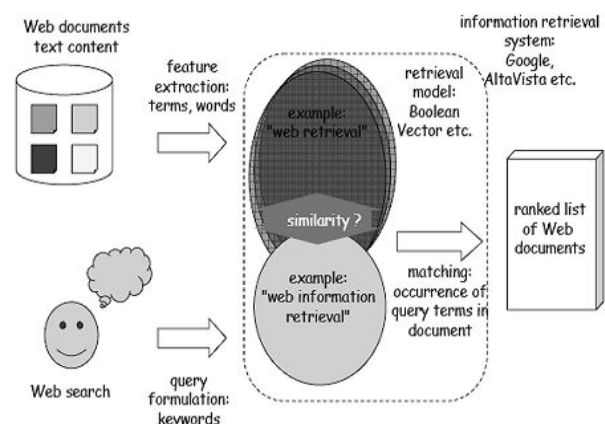 Web documents
text content
feature
extraction:
terms, words
example:
"web retrieval"
retrieval
model:
Boolean
Vector etc.
information retrieval
system:
Google,
AltaVista etc.
similarity ?
example:
"web information
retrieval"
matching:
occurrence of
query terms in
document
ranked list
of Web
documents
Web search
query
formulation:
keywords